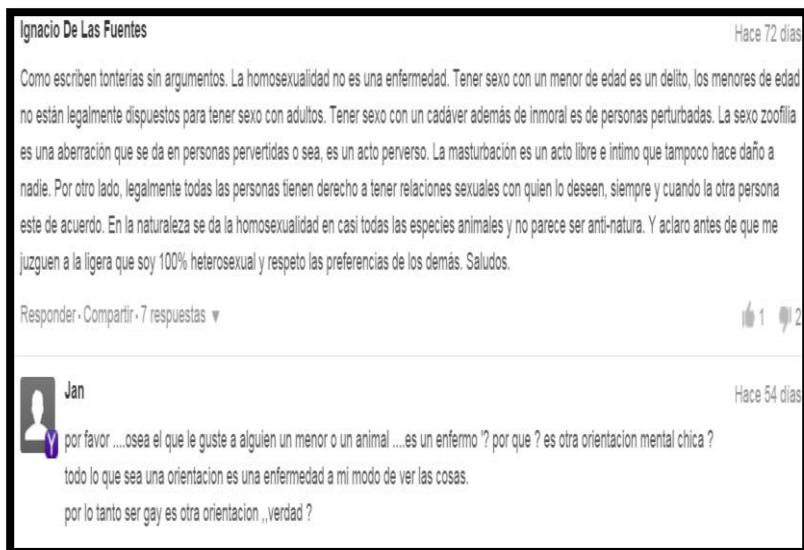 Ignacio De Las Fuentes
Hace 72 días
Como escriben tonterias sin argumentos. La homosexualidad no es una enfermedad. Tener sexo con un menor de edad es un delito, los menores de edad
no están legalmente dispuestos para tener sexo con adultos. Tener sexo con un cadáver además de inmoral es de personas perturbadas. La sexo zoofilia
es una aberración que se da en personas pervertidas o sea, es un acto perverso. La masturbación es un acto libre e intimo que tampoco hace daño a
nadie. Por otro lado, legalmente todas las personas tienen derecho a tener relaciones sexuales con quien lo deseen, siempre y cuando la otra persona
este de acuerdo. En la naturaleza se da la homosexualidad en casi todas las especies animales y no parece ser anti-natura. Y aclaro antes de que me
juzguen a la ligera que soy 100% heterosexual y respeto las preferencias de los demás. Saludos.
Responder - Compartir - 7 respuestas ▼
1 2
Jan
Hace 54 días
Y
por favor ....osea el que le guste a alguien un menor o un animal ....es un enfermo '? por que ? es otra orientacion mental chica ?
todo lo que sea una orientacion es una enfermedad a mi modo de ver las cosas.
por lo tanto ser gay es otra orientacion ,,verdad ?